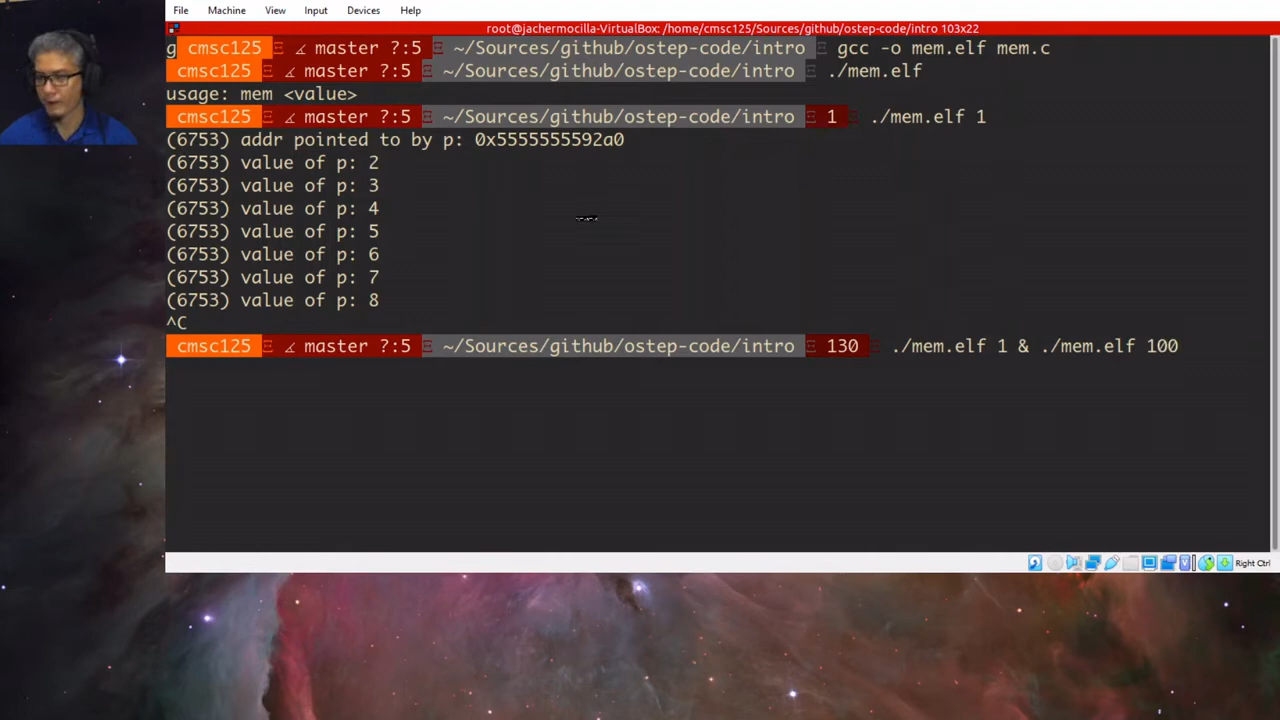 File Machine View Input Devices Help
root@jachermocilla-VirtualBox: /home/cmsc125/Sources/github/ostep-code/intro 103x22
g cmsc125 master ?:5 ~/Sources/github/ostep-code/intro gcc -o mem.elf mem.c
cmsc125 master ?:5 ~/Sources/github/ostep-code/intro ./mem.elf
usage: mem <value>
cmsc125 master ?:5 ~/Sources/github/ostep-code/intro 1 ./mem.elf 1
(6753) addr pointed to by p: 0x5555555592a0
(6753) value of p: 2
(6753) value of p: 3
(6753) value of p: 4
(6753) value of p: 5
(6753) value of p: 6
(6753) value of p: 7
(6753) value of p: 8
^C
cmsc125 master ?:5 ~/Sources/github/ostep-code/intro 130 ./mem.elf 1 & ./mem.elf 100
Right Ctrl